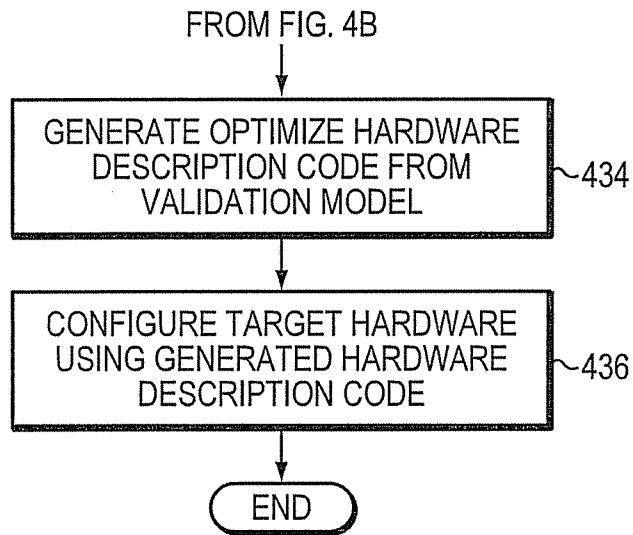 FROM FIG. 4B
GENERATE OPTIMIZE HARDWARE
DESCRIPTION CODE FROM
VALIDATION MODEL
434
CONFIGURE TARGET HARDWARE
USING GENERATED HARDWARE
DESCRIPTION CODE
436
END